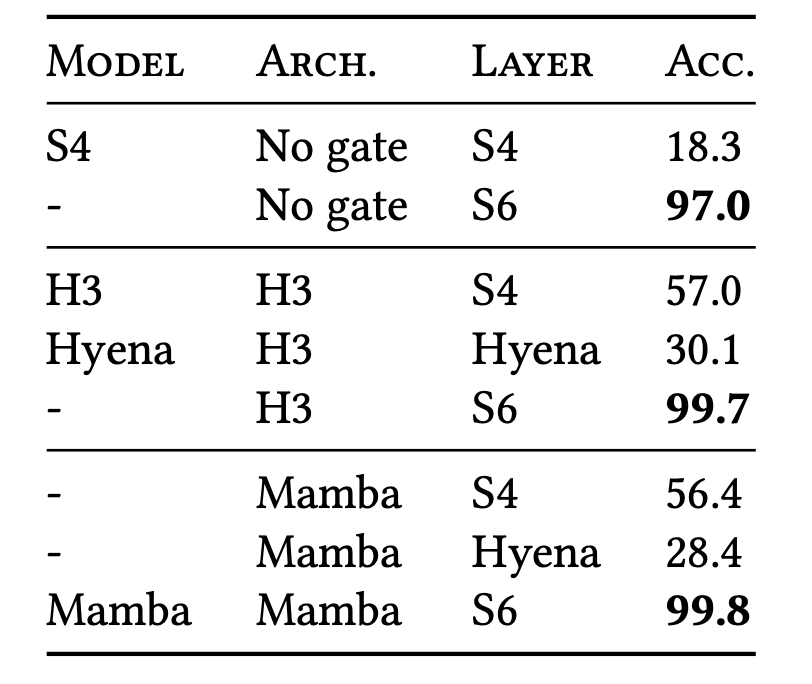 MODEL ARCH. LAYER ACC.
S4 No gate S4 18.3
- No gate S6 97.0
H3 H3 S4 57.0
Hyena H3 Hyena 30.1
- H3 S6 99.7
- Mamba S4 56.4
- Mamba Hyena 28.4
Mamba Mamba S6 99.8